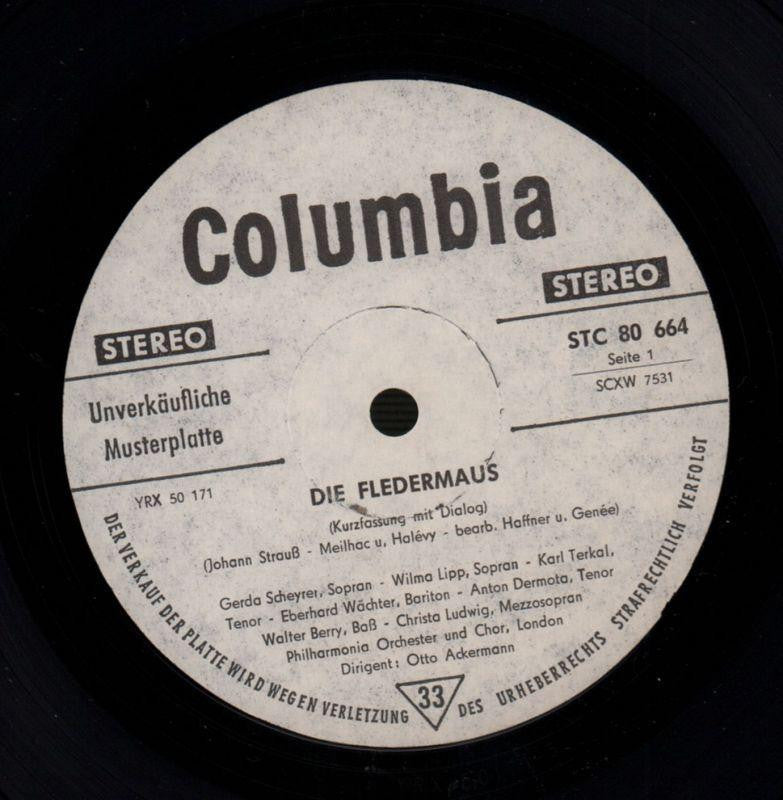 Columbia
STEREO
STEREO
STC 80 664
Seite 1
SCXW 7531
Unverkäufliche
Musterplatte
YRX 50 171
DIE FLEDERMAUS
(Kurzfassung mit Dialog)
(Johann Strauß - Meilhac u. Halévy - bearb. Haffner u. Genée)
Gerda Scheyrer, Sopran - Wilma Lipp, Sopran - Karl Terkal,
Tenor - Eberhard Wächter, Bariton - Anton Dermota, Tenor
Walter Berry, Baß - Christa Ludwig, Mezzosopran
Philharmonia Orchester und Chor, London
Dirigent: Otto Ackermann
DER VERKAUF DER PLATTE WIRD WEGEN VERLETZUNG DES URHEBERRECHTS STRAFRECHTLICH VERFOLGT
33